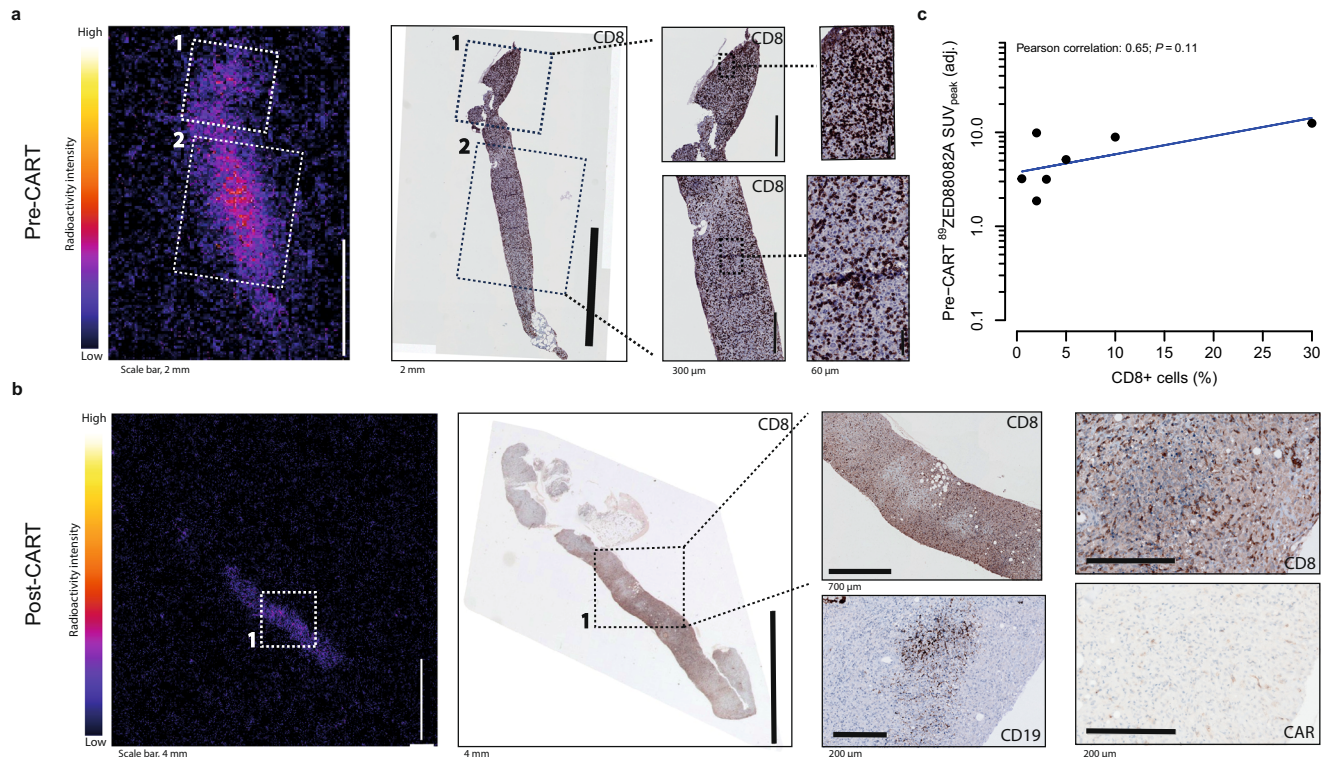 a
Pre-CART
High
Radioactivity intensity
Low
1
2
Scale bar, 2 mm
CD8
1
2
2 mm
CD8
CD8
300 µm
60 µm
c
Pearson correlation: 0.65; P = 0.11
Pre−CART ⁸⁹ZED88082A SUVpeak (adj.)
10.0
1.0
0.1
0 5 10 15 20 25 30
CD8+ cells (%)
b
Post-CART
High
Radioactivity intensity
Low
1
Scale bar, 4 mm
CD8
1
4 mm
CD8
700 µm
CD8
CD19
200 µm
CAR
200 µm